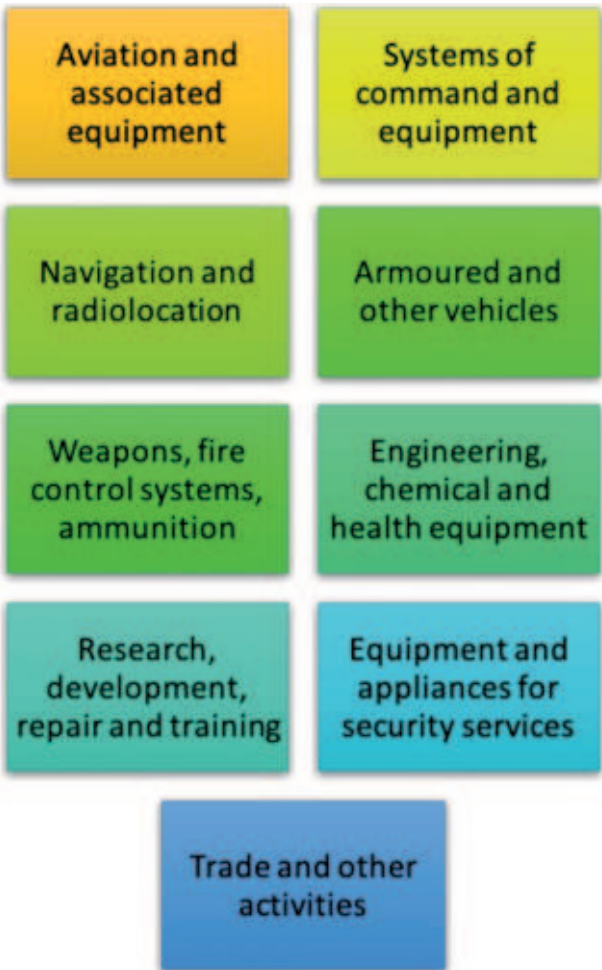 Aviation and
associated
equipment
Systems of
command and
equipment
Navigation and
radiolocation
Armoured and
other vehicles
Weapons, fire
control systems,
ammunition
Engineering,
chemical and
health equipment
Research,
development,
repair and training
Equipment and
appliances for
security services
Trade and other
activities